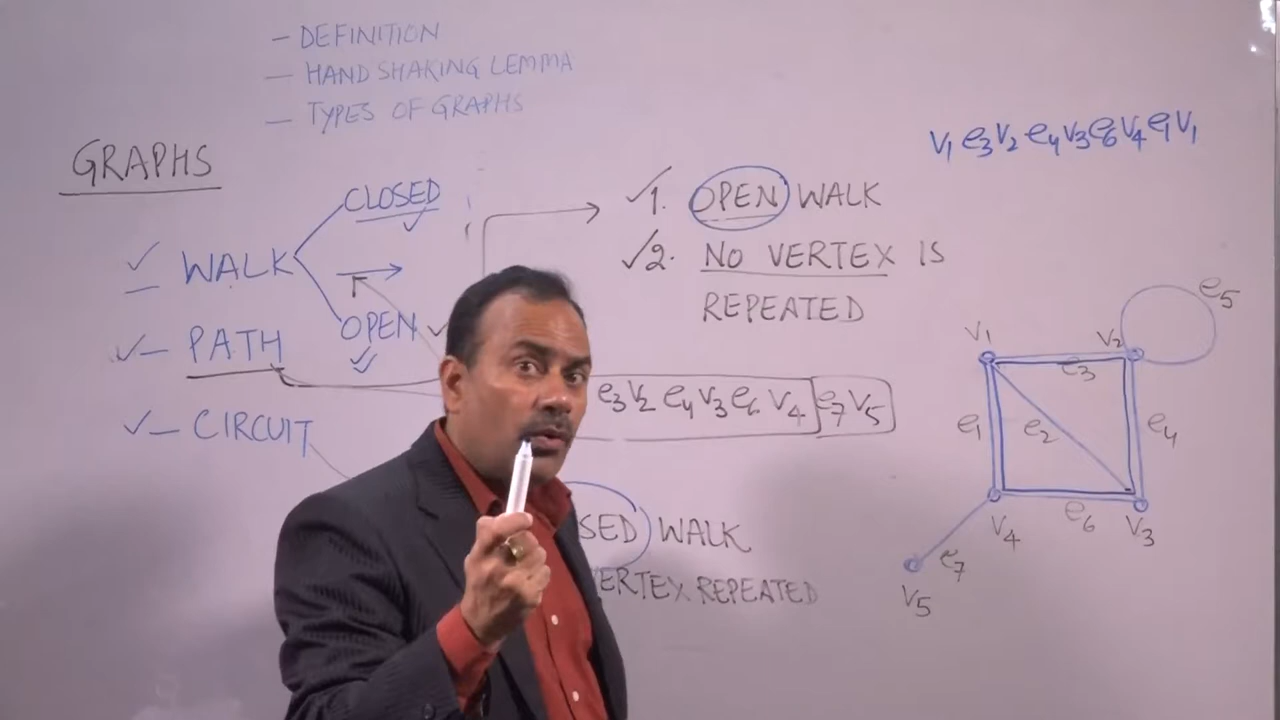 – DEFINITION
– HAND SHAKING LEMMA
– TYPES OF GRAPHS
GRAPHS
V1 e3 V2 e4 V3 e6 V4 e1 V1
CLOSED
WALK
OPEN
PATH
CIRCUIT
1. OPEN WALK
2. NO VERTEX IS
REPEATED
e3 V2 e4 V3 e6 V4 e7 V5
WALK
REPEATED
e5
V1 V2
e3
e1 e2 e4
e6
V4 V3
e7
V5